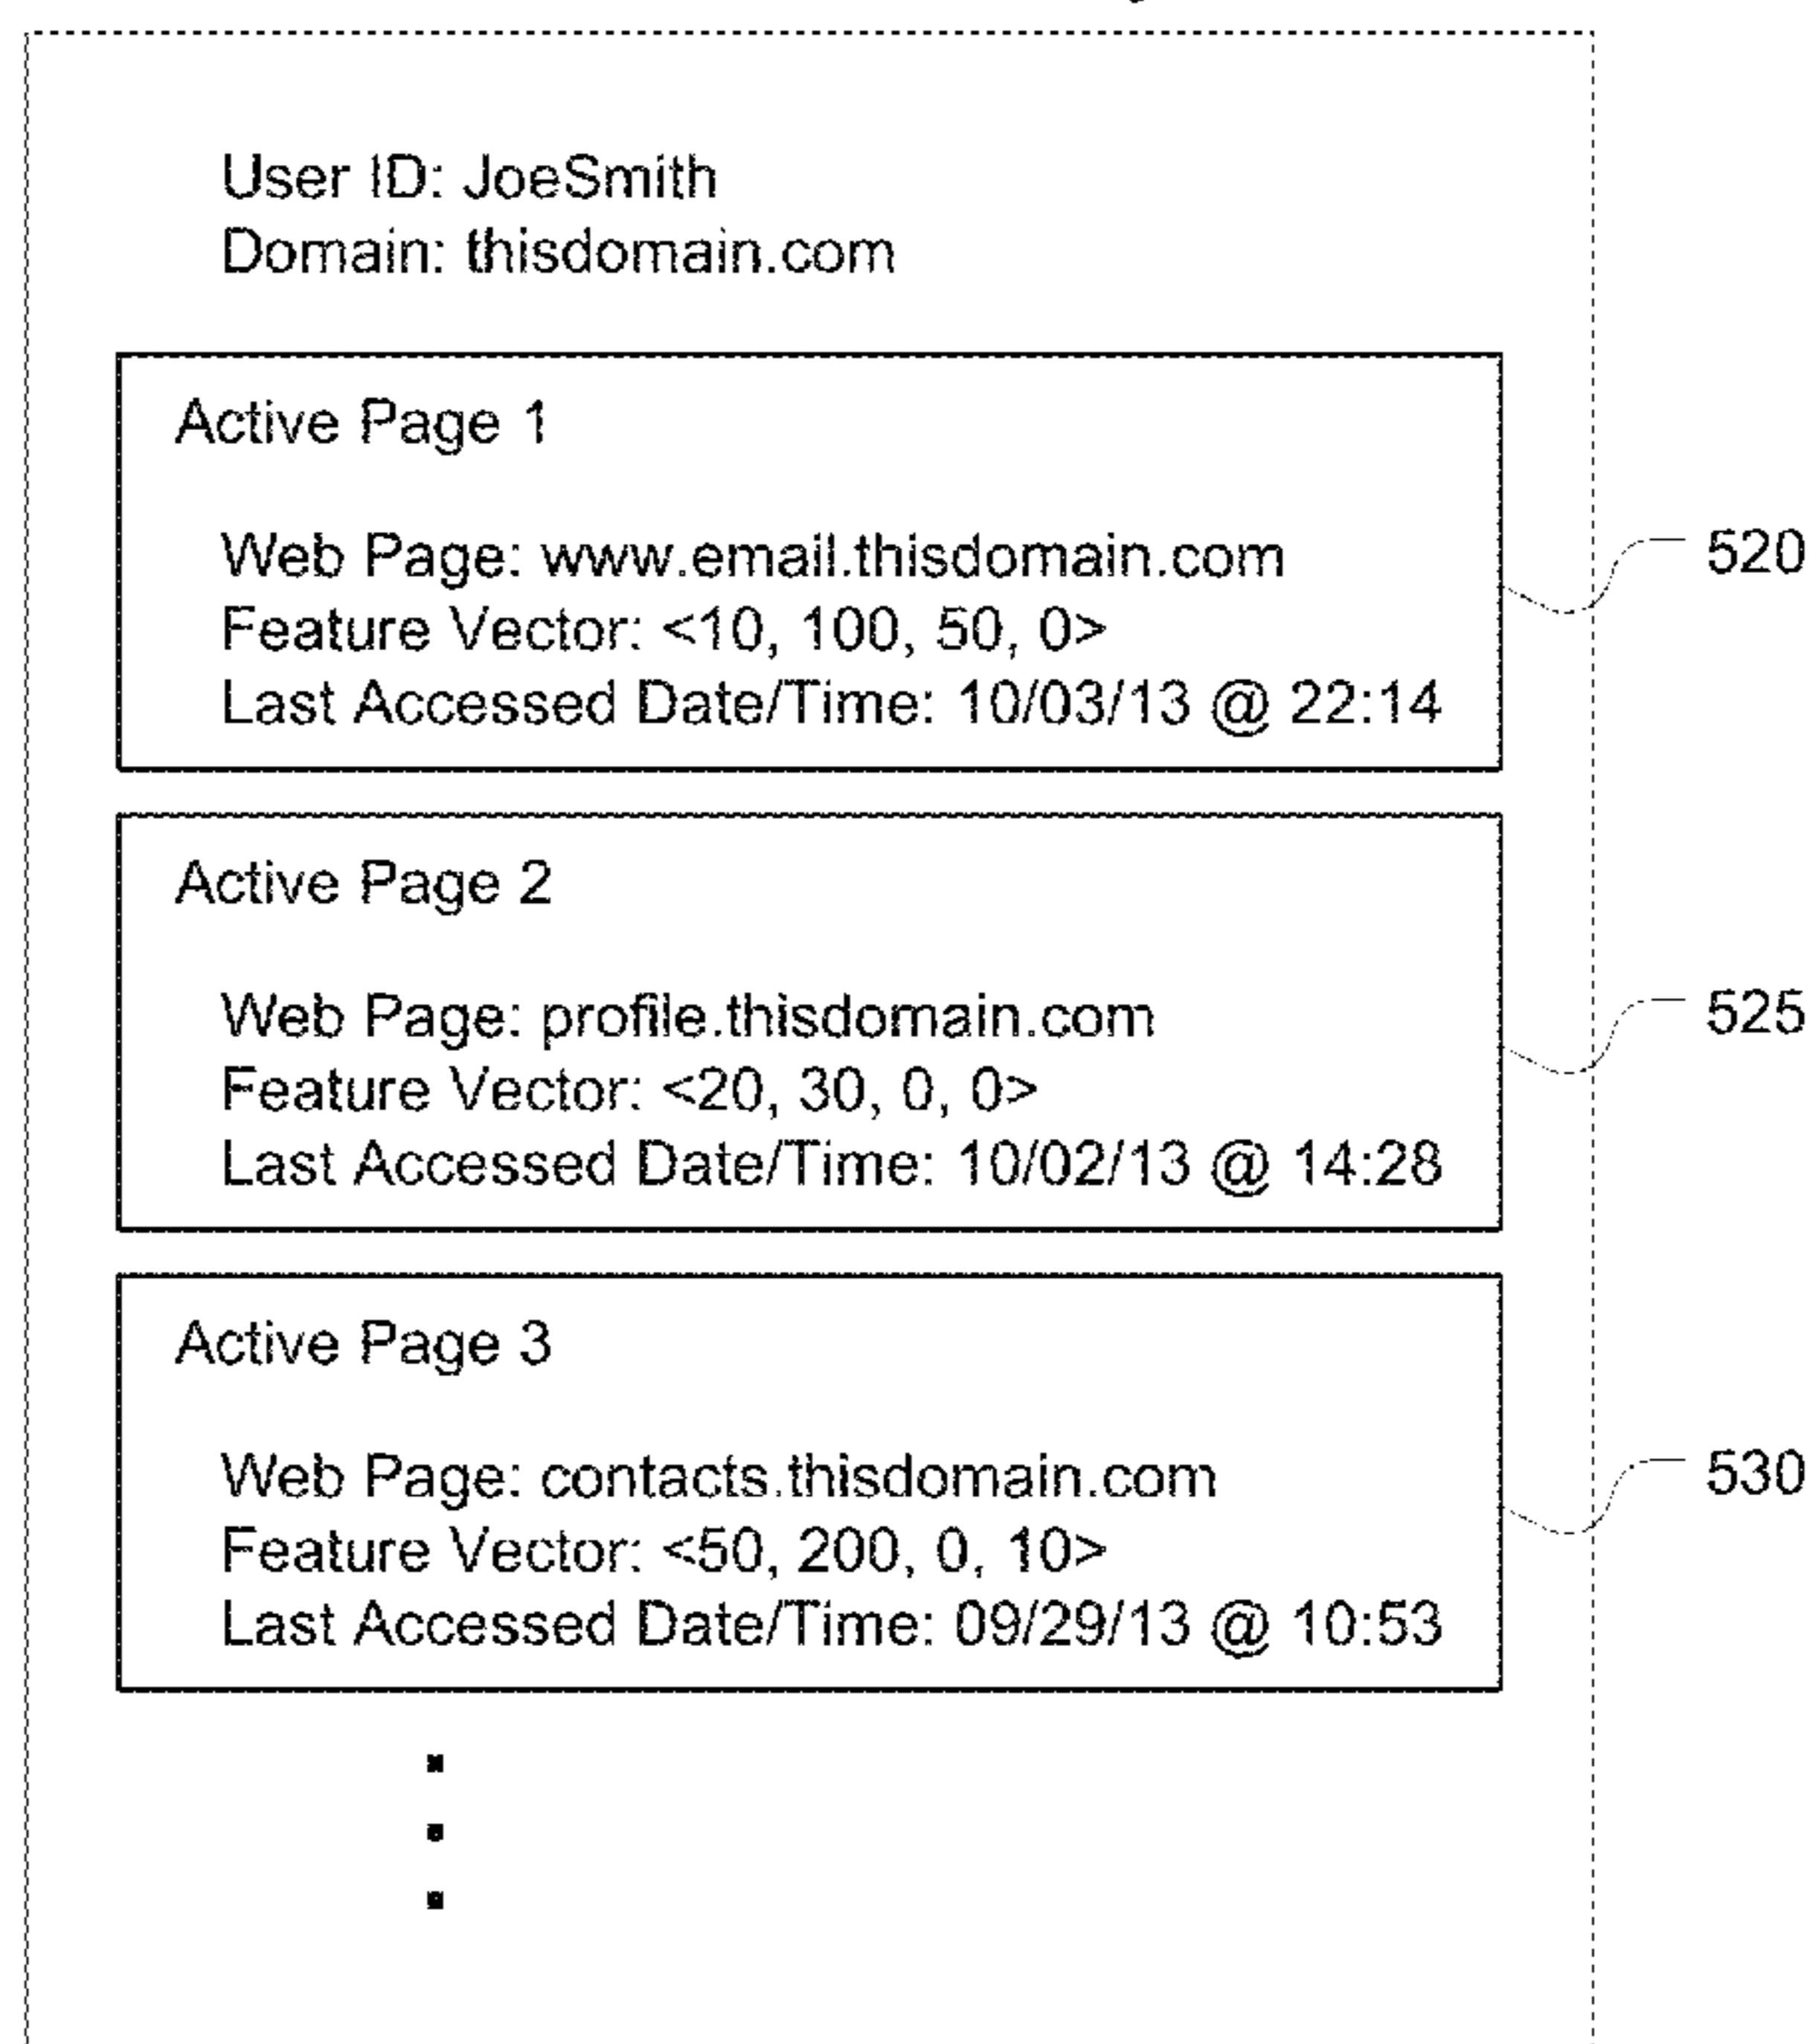 User ID: JoeSmith
Domain: thisdomain.com
Active Page 1
Web Page: www.email.thisdomain.com
Feature Vector: <10, 100, 50, 0>
Last Accessed Date/Time: 10/03/13 @ 22:14
520
Active Page 2
Web Page: profile.thisdomain.com
Feature Vector: <20, 30, 0, 0>
Last Accessed Date/Time: 10/02/13 @ 14:28
525
Active Page 3
Web Page: contacts.thisdomain.com
Feature Vector: <50, 200, 0, 10>
Last Accessed Date/Time: 09/29/13 @ 10:53
530